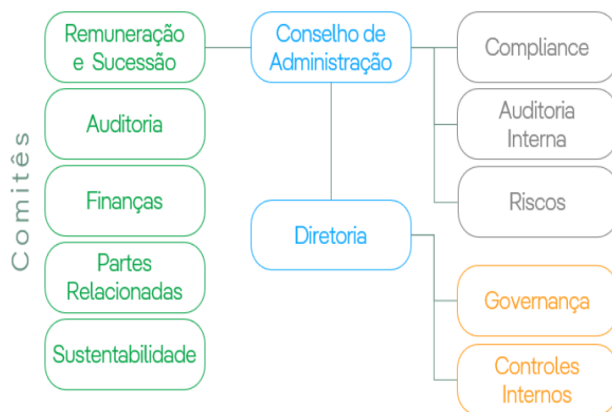 Comitês
Remuneração
e Sucessão
Auditoria
Finanças
Partes
Relacionadas
Sustentabilidade
Conselho de
Administração
Diretoria
Compliance
Auditoria
Interna
Riscos
Governança
Controles
Internos